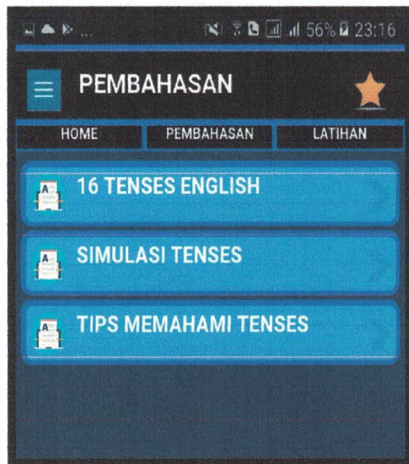 ... 56% 23:16
PEMBAHASAN
HOME PEMBAHASAN LATIHAN
16 TENSES ENGLISH
SIMULASI TENSES
TIPS MEMAHAMI TENSES